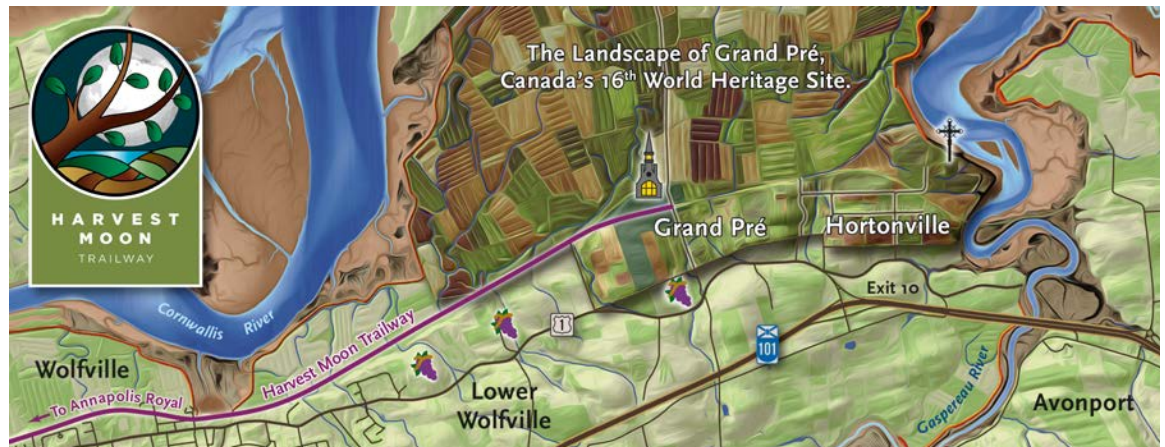 HARVEST
MOON
TRAILWAY
The Landscape of Grand Pré,
Canada's 16th World Heritage Site.
Grand Pré
Hortonville
Exit 10
Cornwallis River
Harvest Moon Trailway
1
101
Wolfville
To Annapolis Royal
Lower
Wolfville
Gaspereau River
Avonport